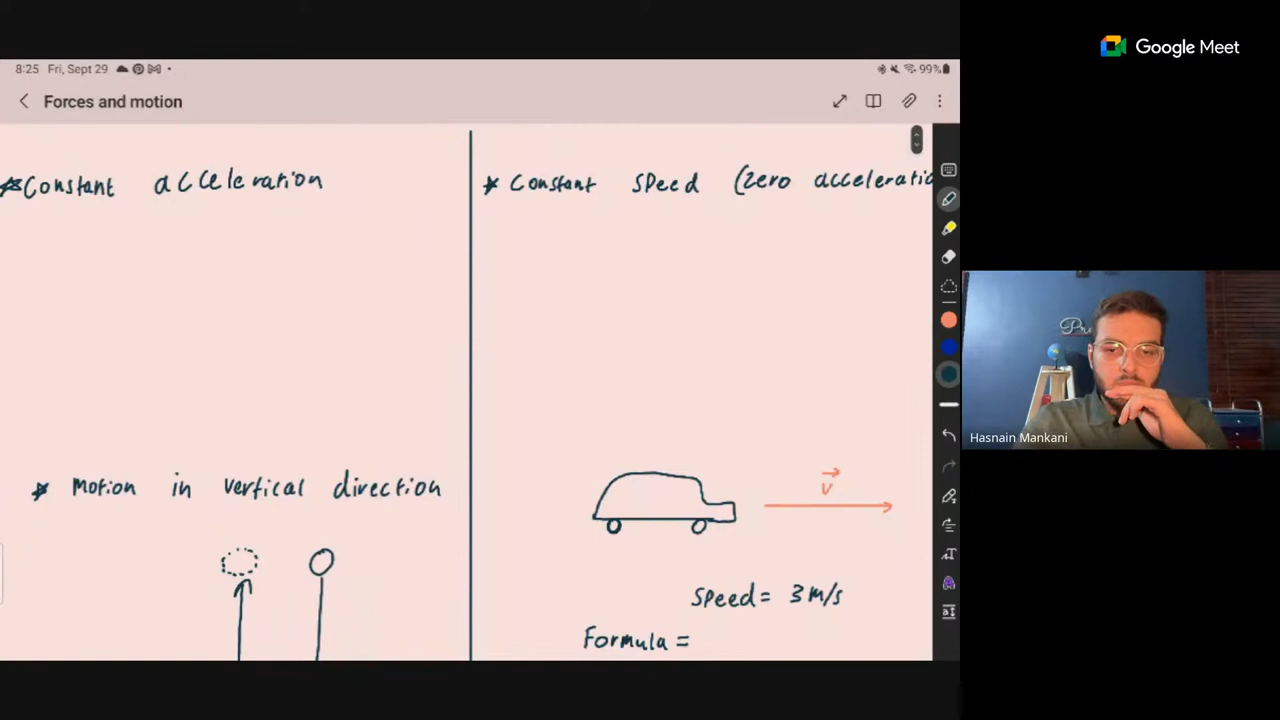 Google Meet
8:25 Fri, Sept 29
99%
Forces and motion
Constant acceleration
Constant speed (zero acceleratio
Motion in vertical direction
v
Speed = 3 m/s
Formula =
Hasnain Mankani